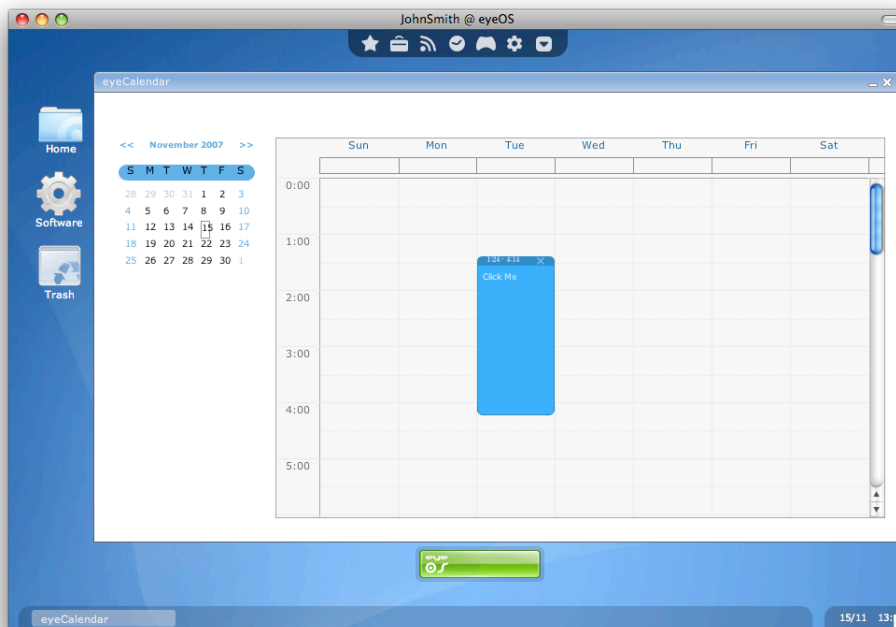 JohnSmith @ eyeOS
eyeCalendar
Home
Software
Trash
<< November 2007 >>
S M T W T F S
28 29 30 31 1 2 3
4 5 6 7 8 9 10
11 12 13 14 15 16 17
18 19 20 21 22 23 24
25 26 27 28 29 30 1
Sun Mon Tue Wed Thu Fri Sat
0:00
1:00
1:24 - 4:14
Click Me
2:00
3:00
4:00
5:00
eye
OS
eyeCalendar
15/11